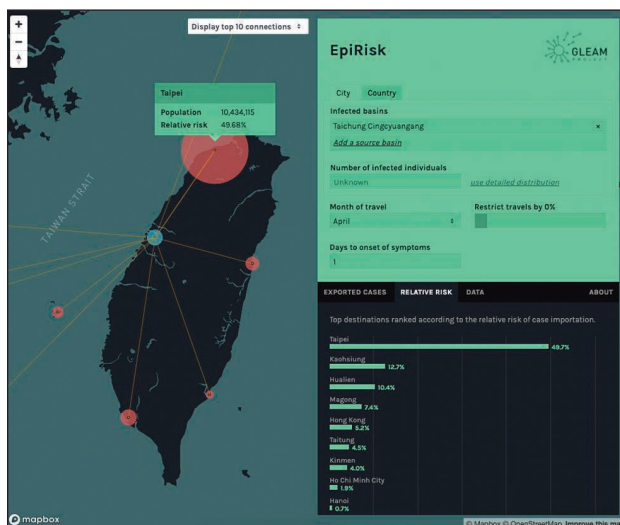 +
−
Display top 10 connections
Taipei
Population 10,434,115
Relative risk 49.68%
TAIWAN STRAIT
mapbox
EpiRisk
GLEAM
PROJECT
City Country
Infected basins
Taichung Cingcyuangang ×
Add a source basin
Number of infected individuals
Unknown use detailed distribution
Month of travel Restrict travels by 0%
April
Days to onset of symptoms
1
EXPORTED CASES RELATIVE RISK DATA ABOUT
Top destinations ranked according to the relative risk of case importation.
Taipei
49.7%
Kaohsiung
12.7%
Hualien
10.4%
Magong
7.4%
Hong Kong
5.2%
Taitung
4.5%
Kinmen
4.0%
Ho Chi Minh City
1.9%
Hanoi
0.7%
© Mapbox © OpenStreetMap Improve this ma